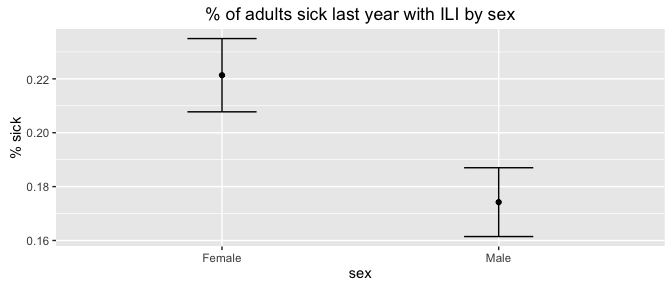 % of adults sick last year with ILI by sex
% sick
0.22
0.20
0.18
0.16
Female
Male
sex